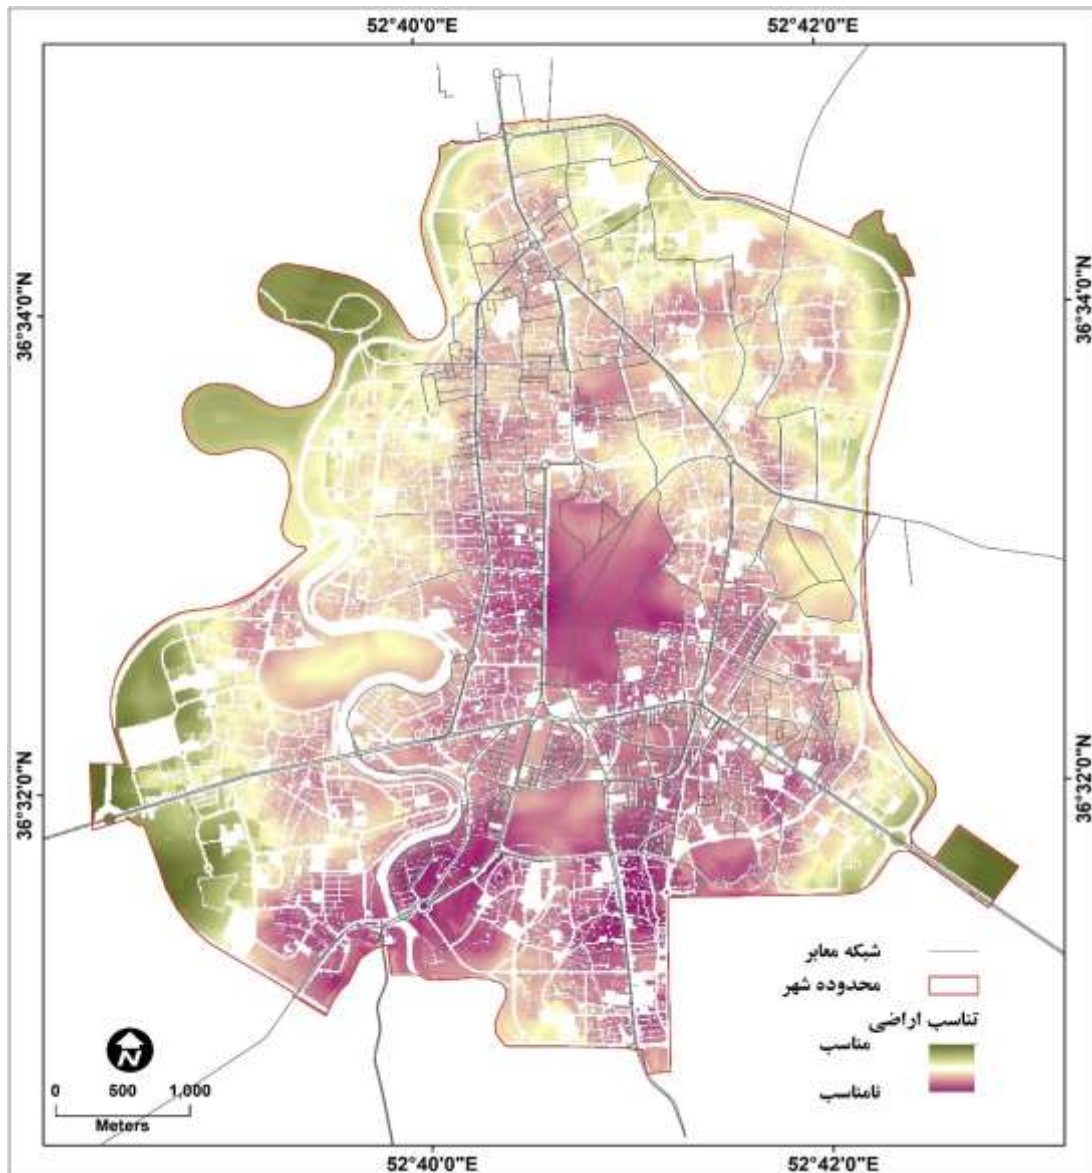 52°40'0"E
52°42'0"E
36°34'0"N
36°34'0"N
36°32'0"N
36°32'0"N
شبکه معابر
محدوده شهر
تناسب اراضی
مناسب
نامناسب
N
0 500 1,000
Meters
52°40'0"E
52°42'0"E